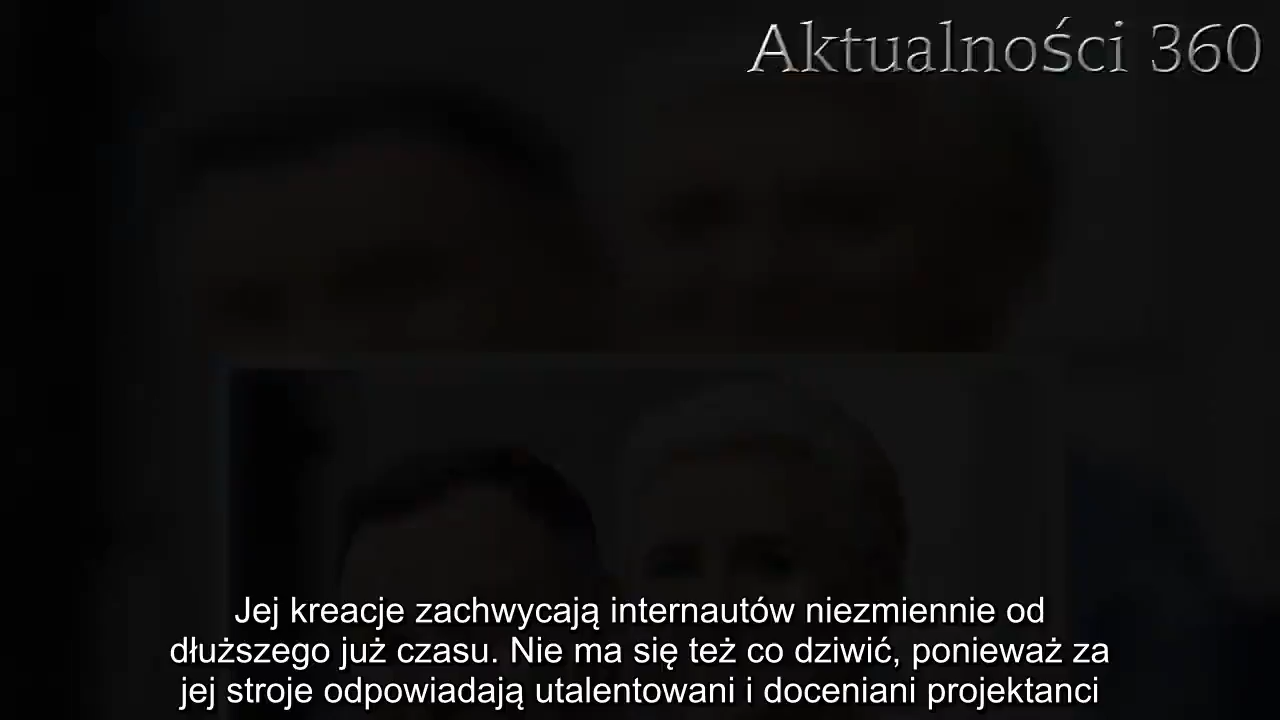 Aktualności 360
Jej kreacje zachwycają internautów niezmiennie od
dłuższego już czasu. Nie ma się też co dziwić, ponieważ za
jej stroje odpowiadają utalentowani i doceniani projektanci